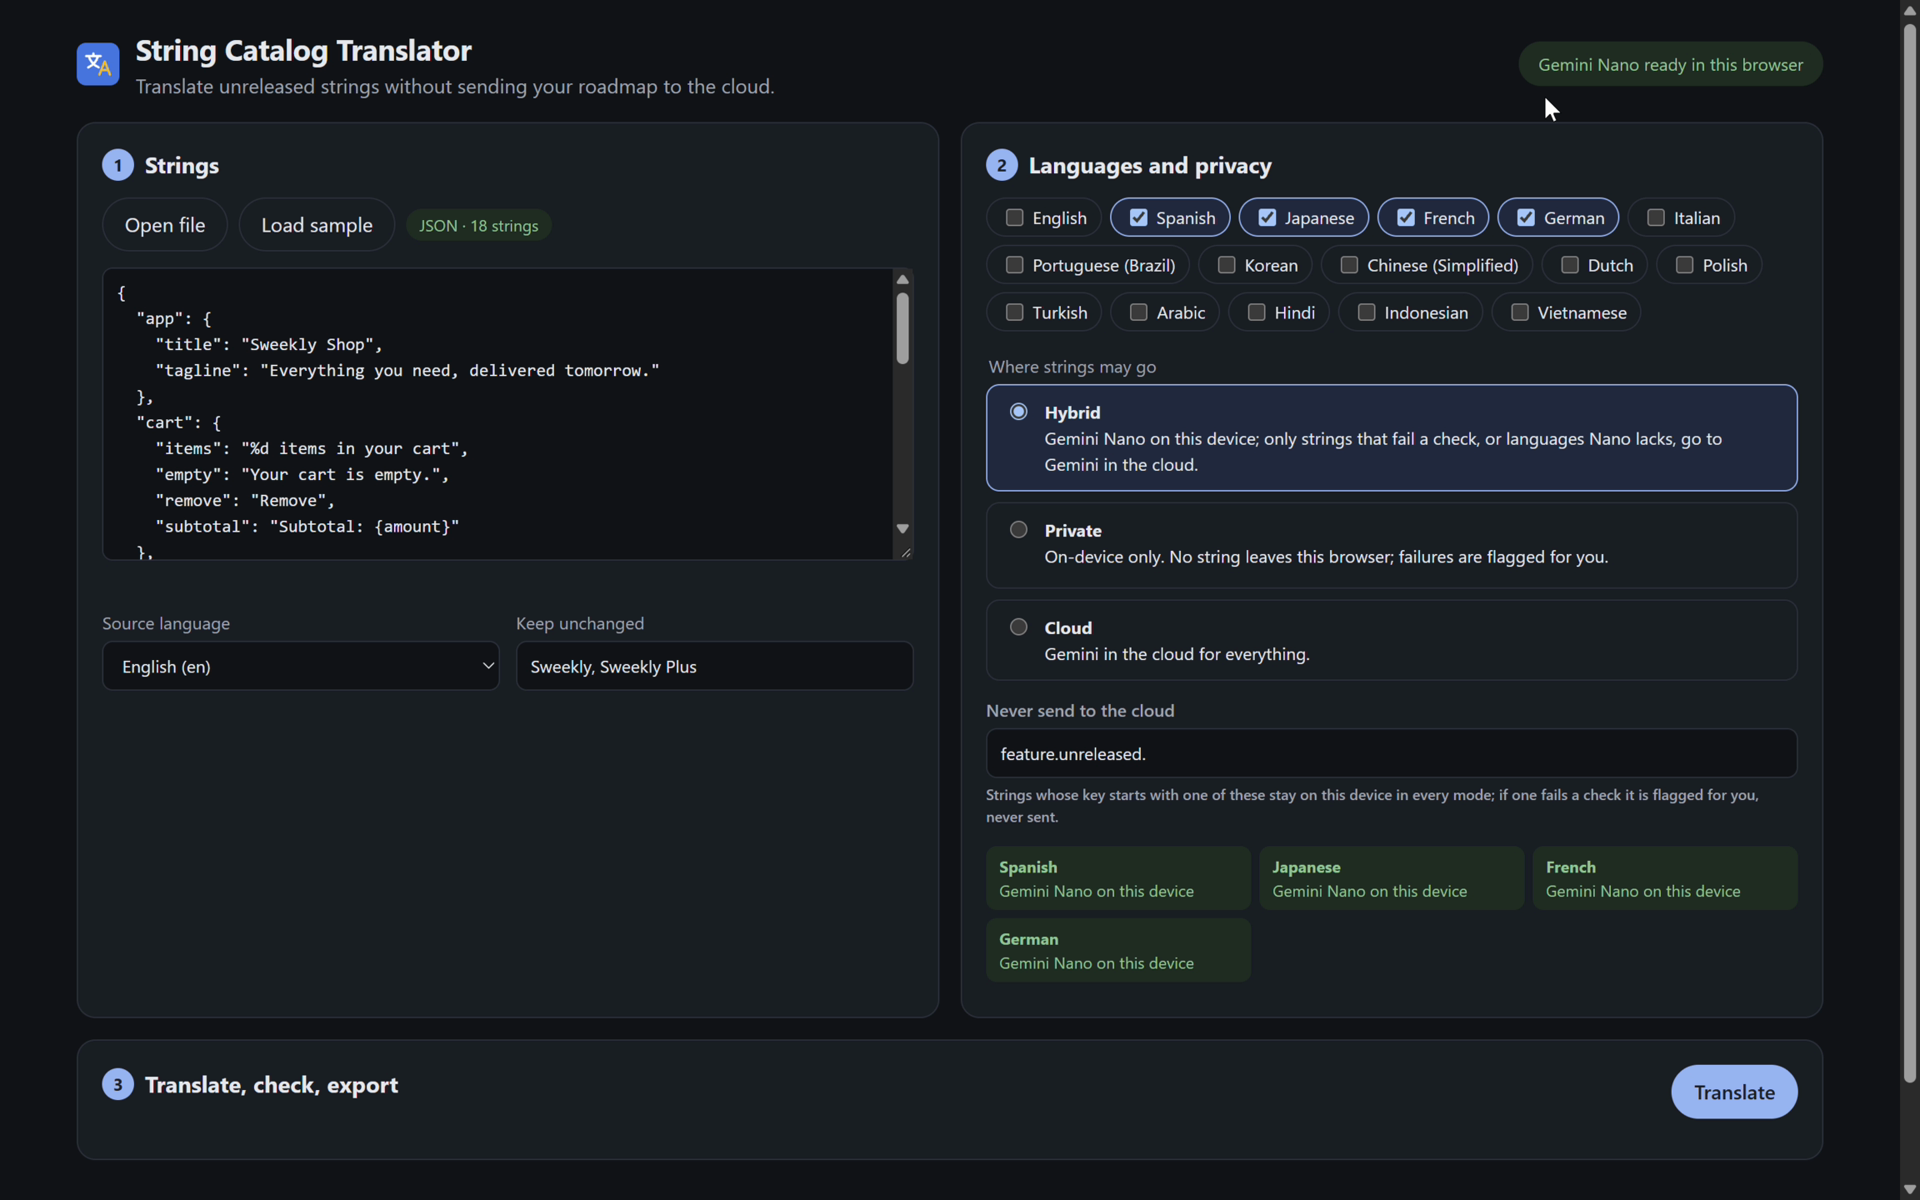 String Catalog Translator
Translate unreleased strings without sending your roadmap to the cloud.
Gemini Nano ready in this browser
1 Strings
Open file
Load sample
JSON · 18 strings
{
"app": {
"title": "Sweekly Shop",
"tagline": "Everything you need, delivered tomorrow."
},
"cart": {
"items": "%d items in your cart",
"empty": "Your cart is empty.",
"remove": "Remove",
"subtotal": "Subtotal: {amount}"
},
Source language
Keep unchanged
English (en)
Sweekly, Sweekly Plus
2 Languages and privacy
English
Spanish
Japanese
French
German
Italian
Portuguese (Brazil)
Korean
Chinese (Simplified)
Dutch
Polish
Turkish
Arabic
Hindi
Indonesian
Vietnamese
Where strings may go
Hybrid
Gemini Nano on this device; only strings that fail a check, or languages Nano lacks, go to
Gemini in the cloud.
Private
On-device only. No string leaves this browser; failures are flagged for you.
Cloud
Gemini in the cloud for everything.
Never send to the cloud
feature.unreleased.
Strings whose key starts with one of these stay on this device in every mode; if one fails a check it is flagged for you,
never sent.
Spanish
Gemini Nano on this device
Japanese
Gemini Nano on this device
French
Gemini Nano on this device
German
Gemini Nano on this device
3 Translate, check, export
Translate